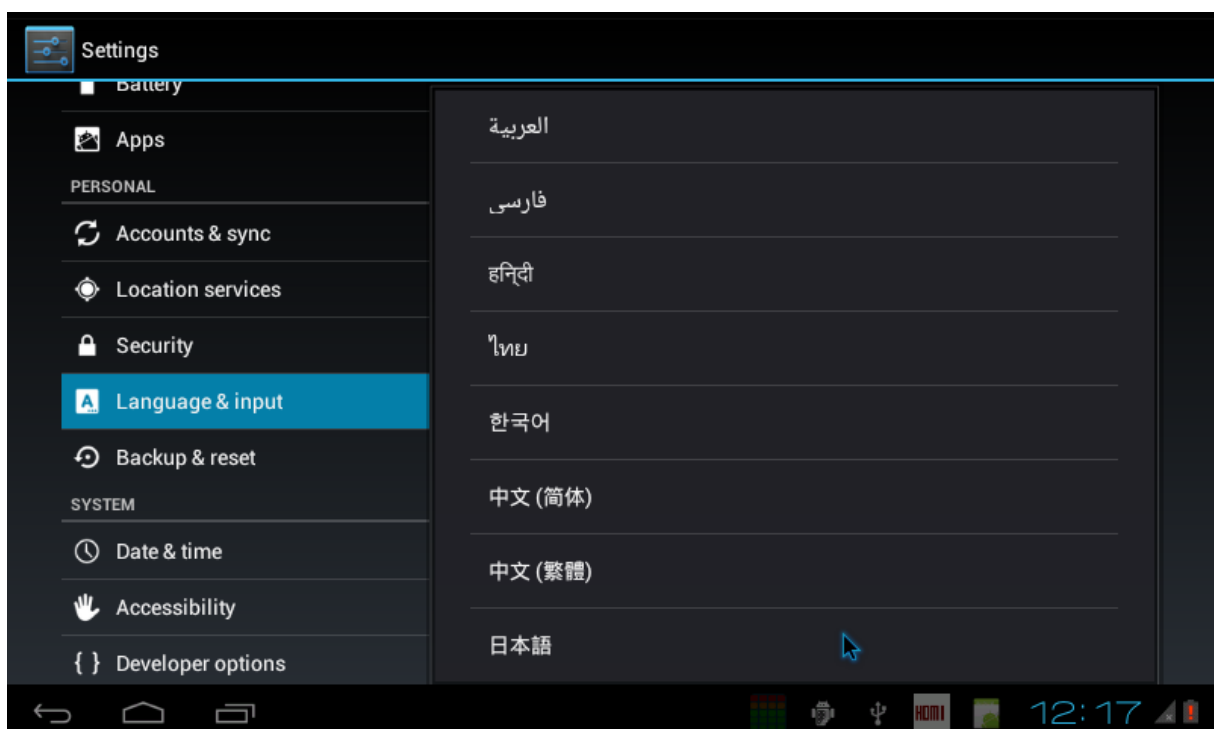 Settings
Battery
Apps
PERSONAL
Accounts & sync
Location services
Security
Language & input
Backup & reset
SYSTEM
Date & time
Accessibility
{ } Developer options
العربية
فارسی
हनि्दी
ไทย
한국어
中文 (简体)
中文 (繁體)
日本語
HDMI
12:17